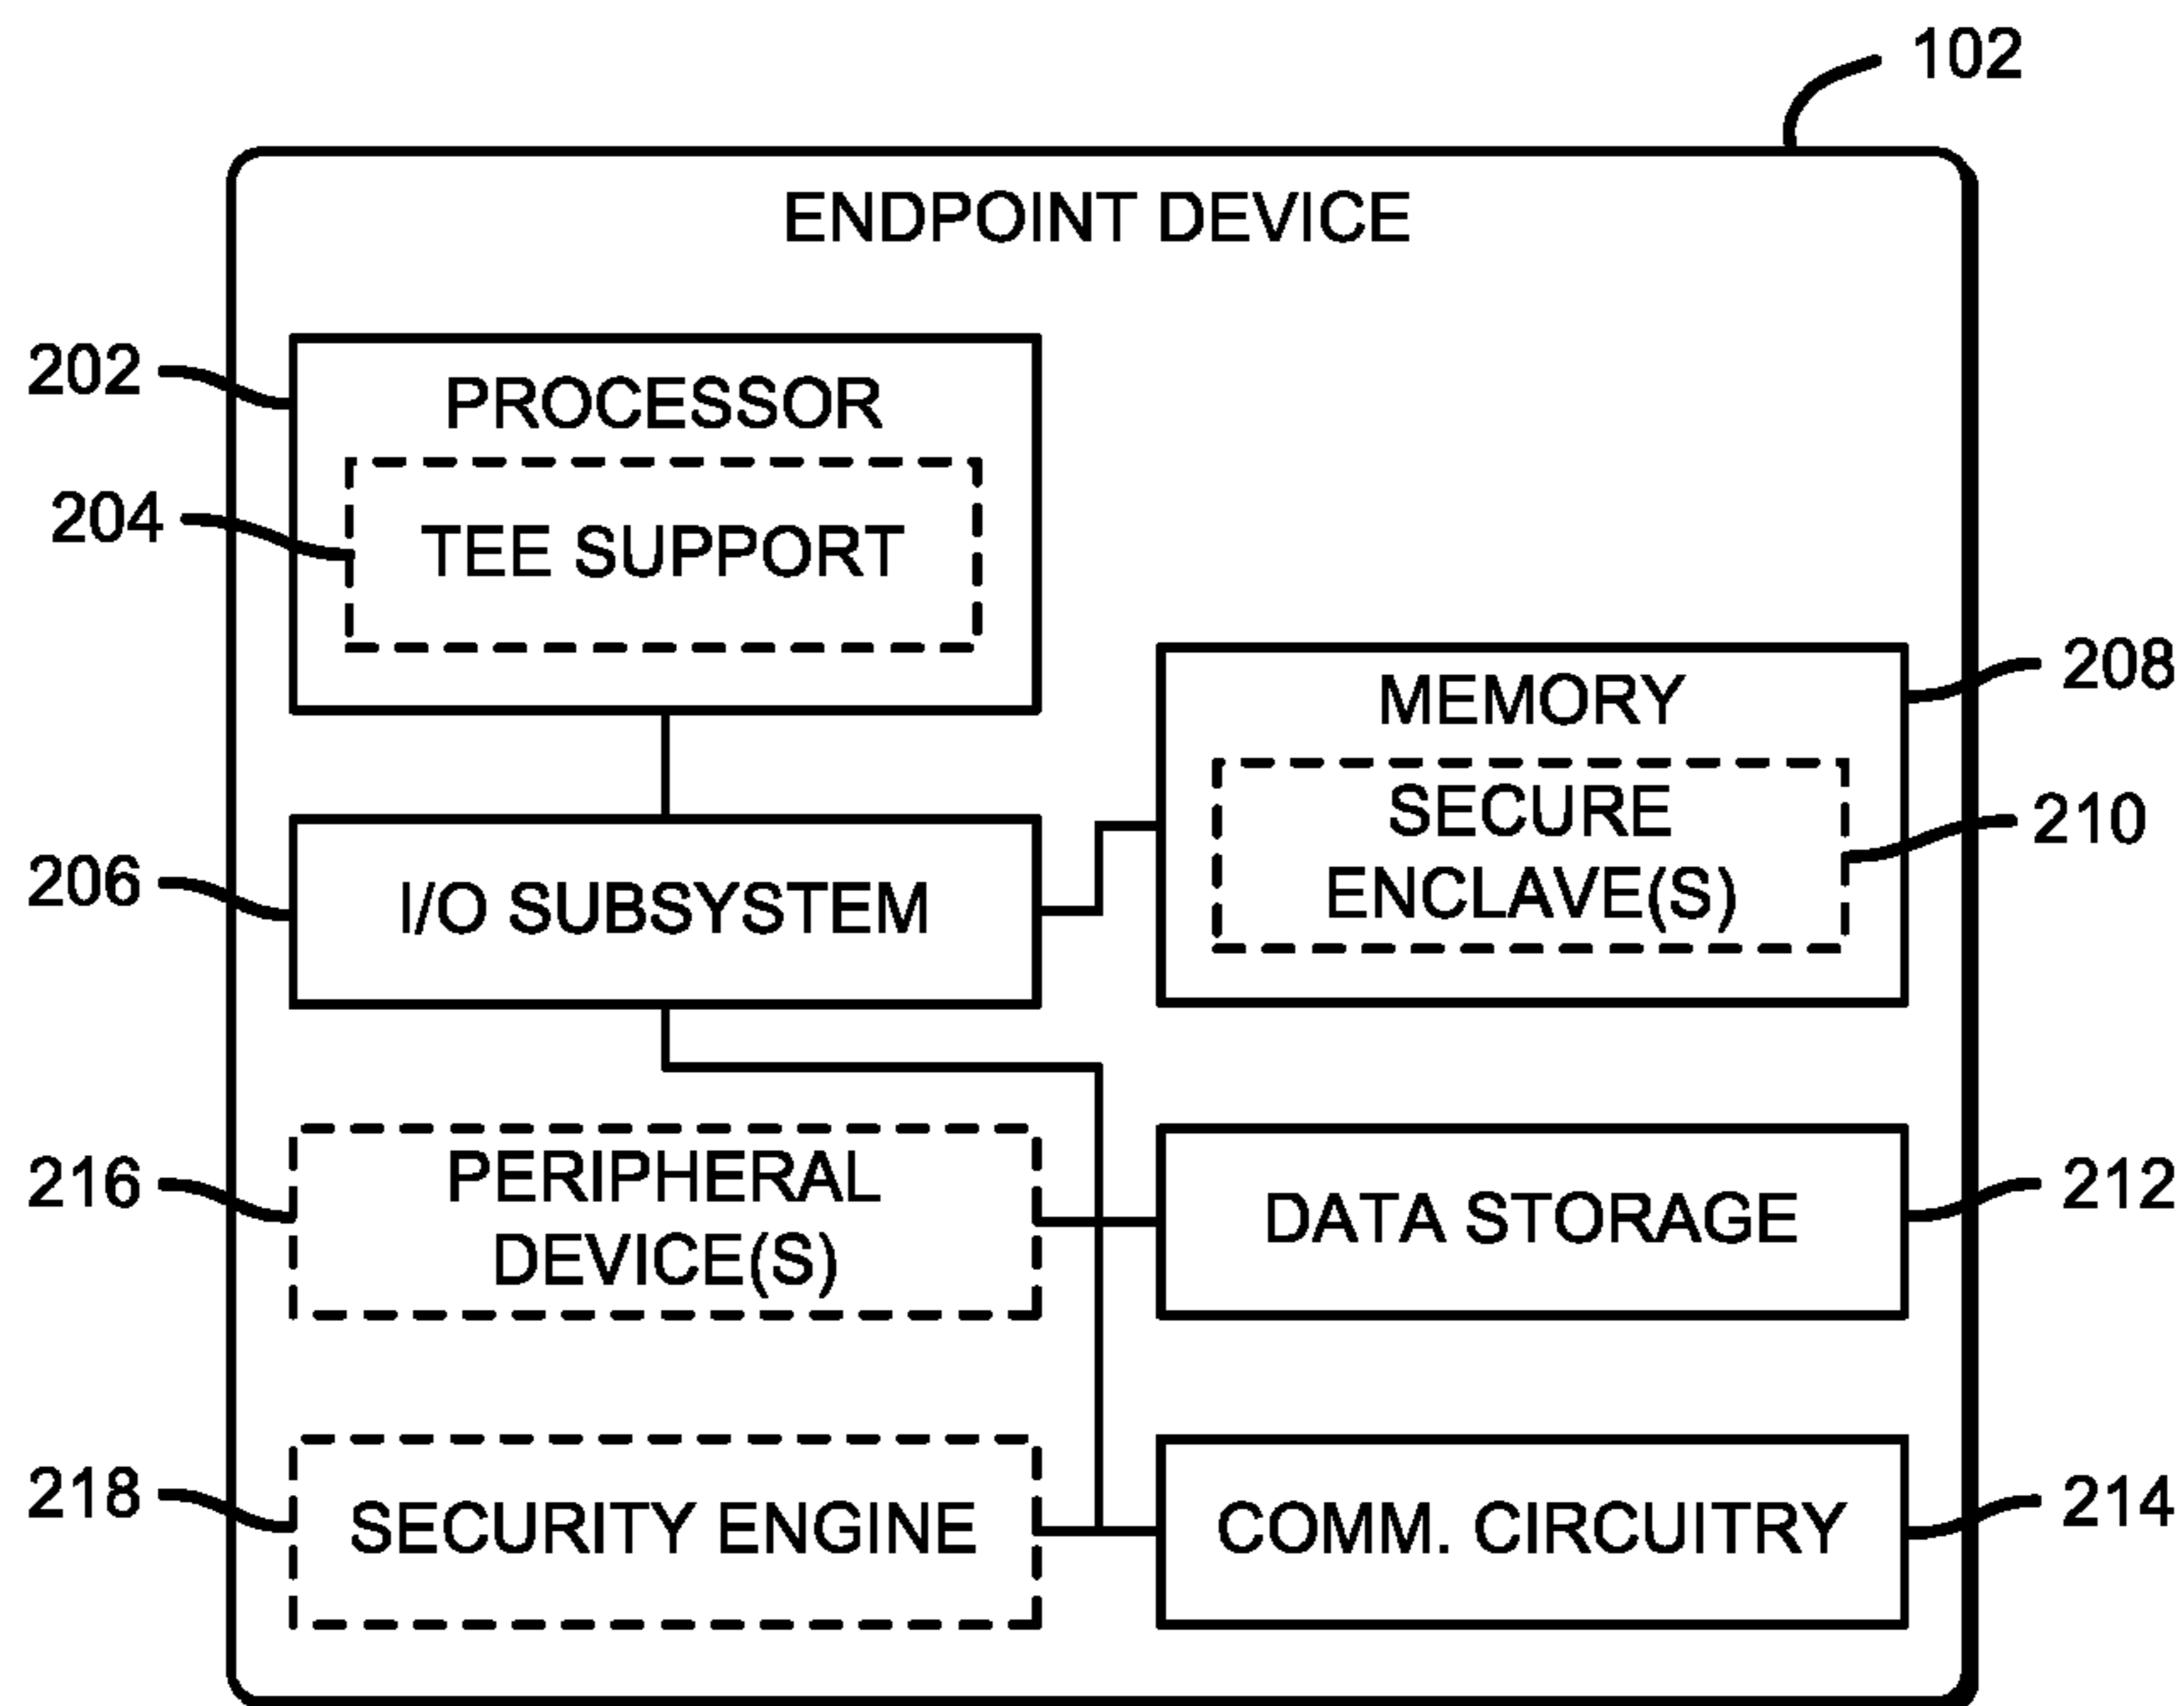 102
ENDPOINT DEVICE
202
PROCESSOR
204
TEE SUPPORT
208
MEMORY
SECURE
210
ENCLAVE(S)
206
I/O SUBSYSTEM
216
PERIPHERAL
DEVICE(S)
212
DATA STORAGE
218
SECURITY ENGINE
214
COMM. CIRCUITRY